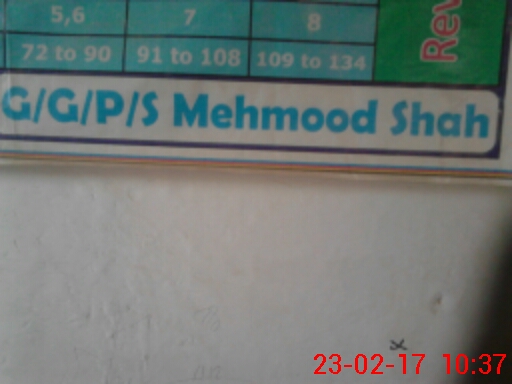 5,6 7 8
72 to 90 91 to 108 109 to 134
Rev
G/G/P/S Mehmood Shah
x
23-02-17 10:37